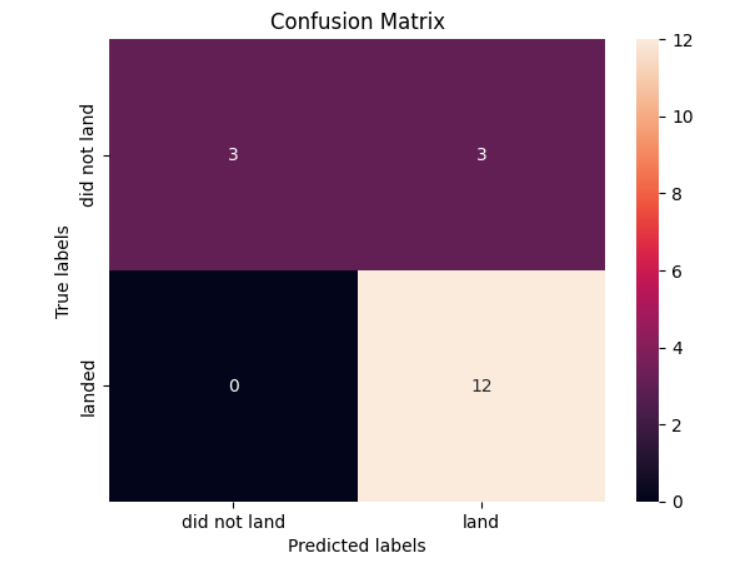 Confusion Matrix
True labels
did not land
landed
3
3
0
12
did not land
land
Predicted labels
12
10
8
6
4
2
0